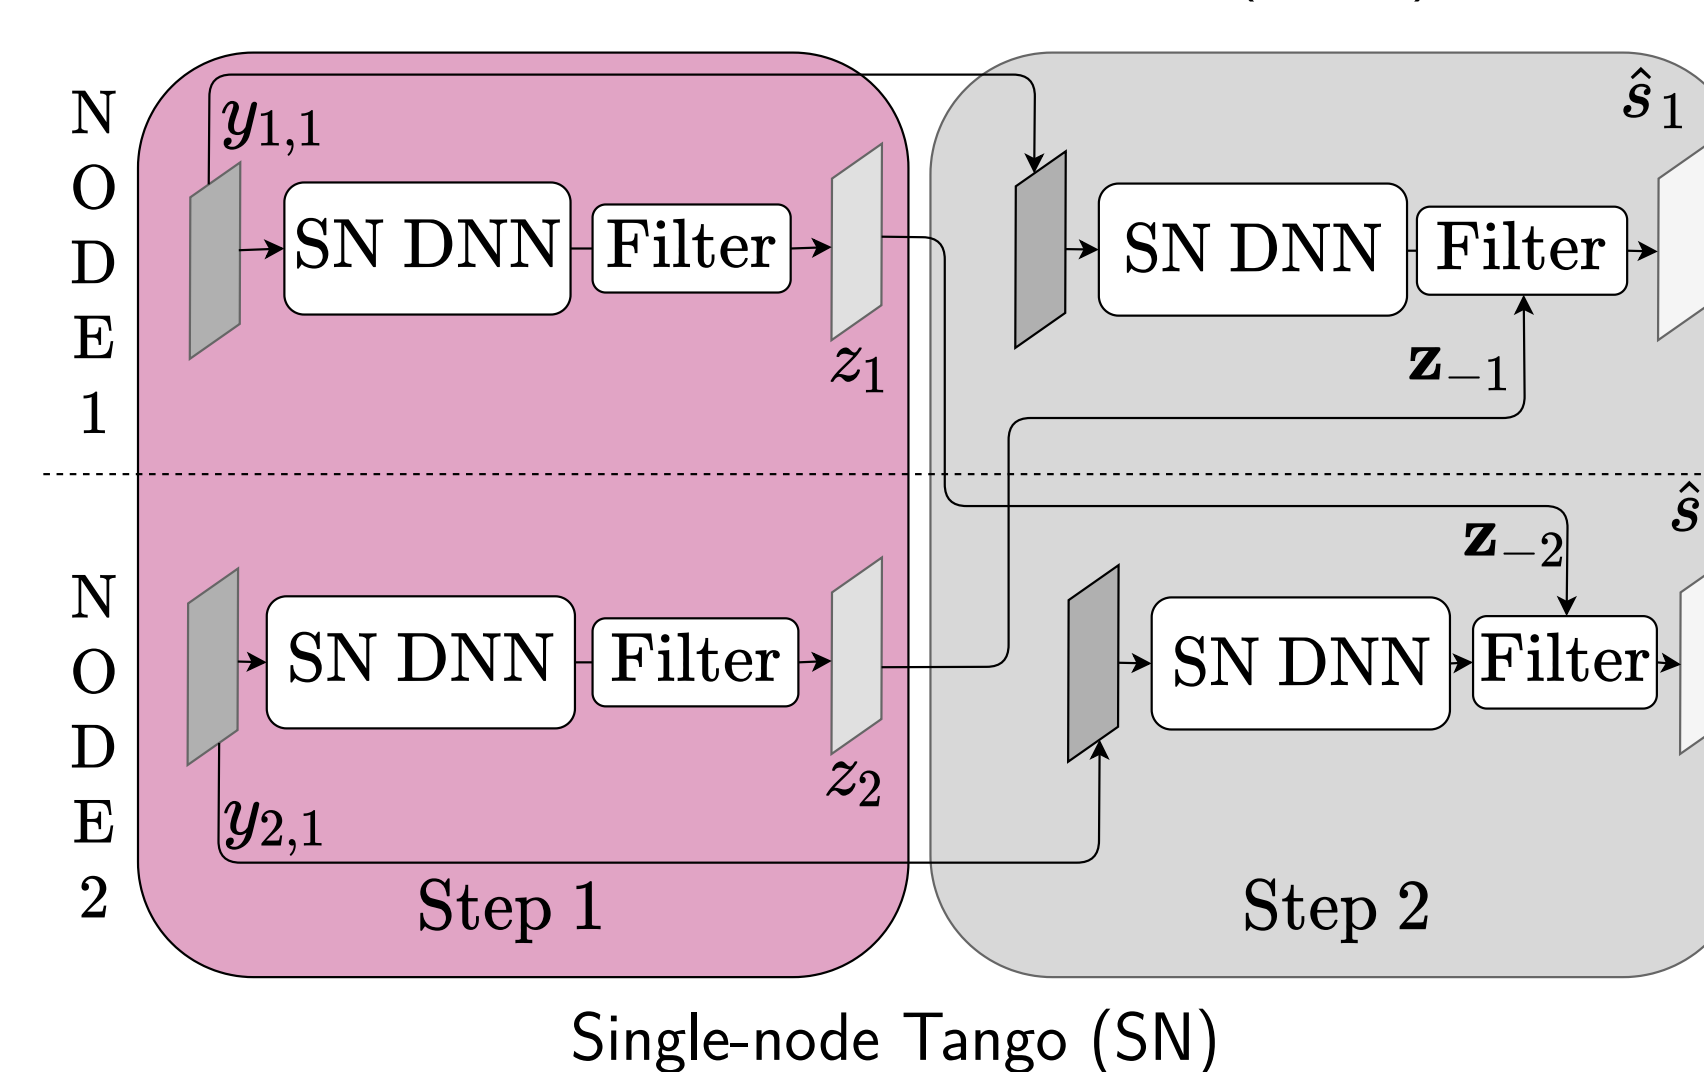 NODE 1
y1,1
SN DNN
Filter
z1
SN DNN
Filter
z−1
ŝ1
NODE 2
y2,1
SN DNN
Filter
z2
SN DNN
Filter
z−2
ŝ
Step 1
Step 2
Single-node Tango (SN)